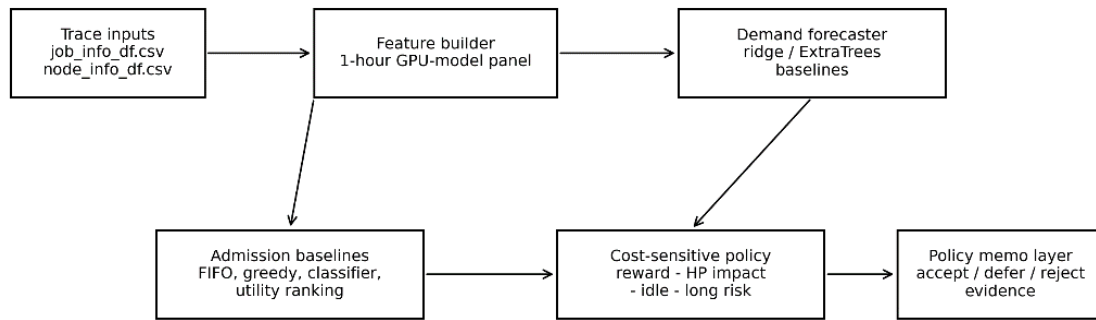 Trace inputs
job_info_df.csv
node_info_df.csv
Feature builder
1-hour GPU-model panel
Demand forecaster
ridge / ExtraTrees
baselines
Admission baselines
FIFO, greedy, classifier,
utility ranking
Cost-sensitive policy
reward - HP impact
- idle - long risk
Policy memo layer
accept / defer / reject
evidence